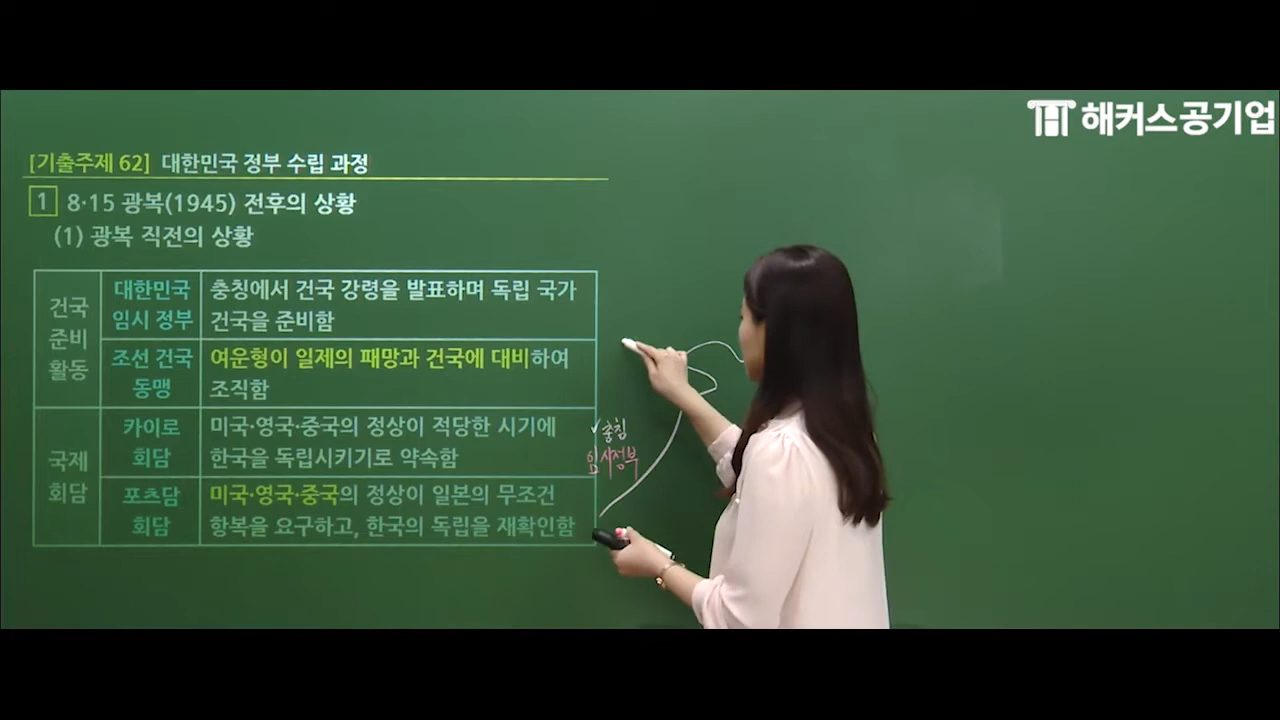 해커스공기업
[기출주제 62] 대한민국 정부 수립 과정
1 8·15 광복(1945) 전후의 상황
(1) 광복 직전의 상황
건국
준비
활동
대한민국
임시 정부
충칭에서 건국 강령을 발표하며 독립 국가
건국을 준비함
조선 건국
동맹
여운형이 일제의 패망과 건국에 대비하여
조직함
국제
회담
카이로
회담
미국·영국·중국의 정상이 적당한 시기에
한국을 독립시키기로 약속함
포츠담
회담
미국·영국·중국의 정상이 일본의 무조건
항복을 요구하고, 한국의 독립을 재확인함
충칭
임시정부